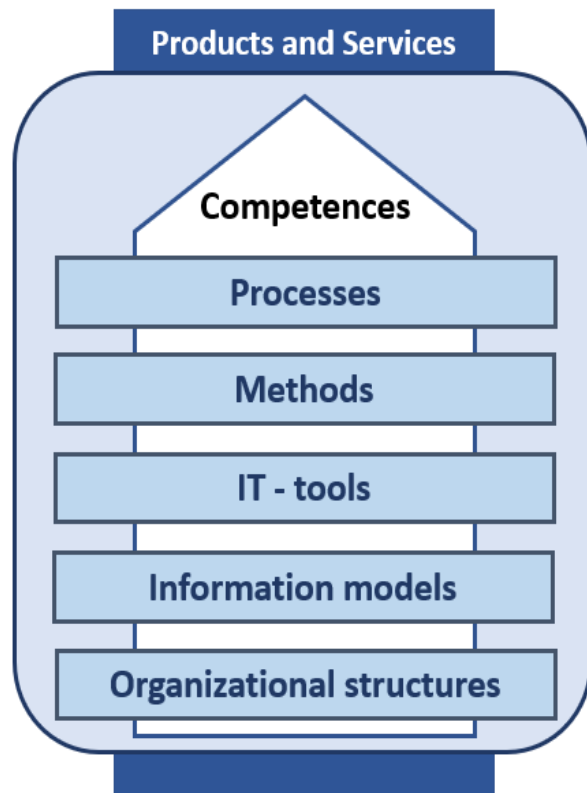 Products and Services
Competences
Processes
Methods
IT - tools
Information models
Organizational structures